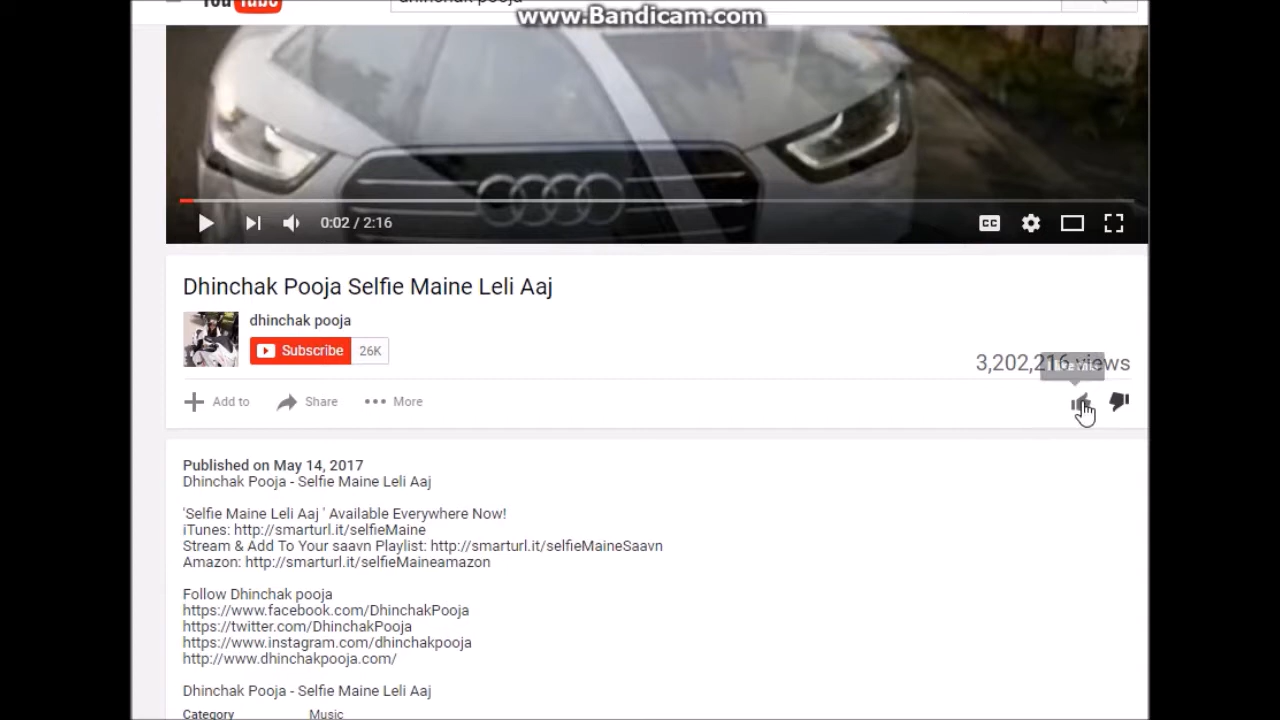 www.Bandicam.com
YouTube
dhinchak pooja
0:02 / 2:16
CC
Dhinchak Pooja Selfie Maine Leli Aaj
dhinchak pooja
Subscribe 26K
3,202,216 views
Add to Share More
Published on May 14, 2017
Dhinchak Pooja - Selfie Maine Leli Aaj
'Selfie Maine Leli Aaj ' Available Everywhere Now!
iTunes: http://smarturl.it/selfieMaine
Stream & Add To Your saavn Playlist: http://smarturl.it/selfieMaineSaavn
Amazon: http://smarturl.it/selfieMaineamazon
Follow Dhinchak pooja
https://www.facebook.com/DhinchakPooja
https://twitter.com/DhinchakPooja
https://www.instagram.com/dhinchakpooja
http://www.dhinchakpooja.com/
Dhinchak Pooja - Selfie Maine Leli Aaj
Category Music